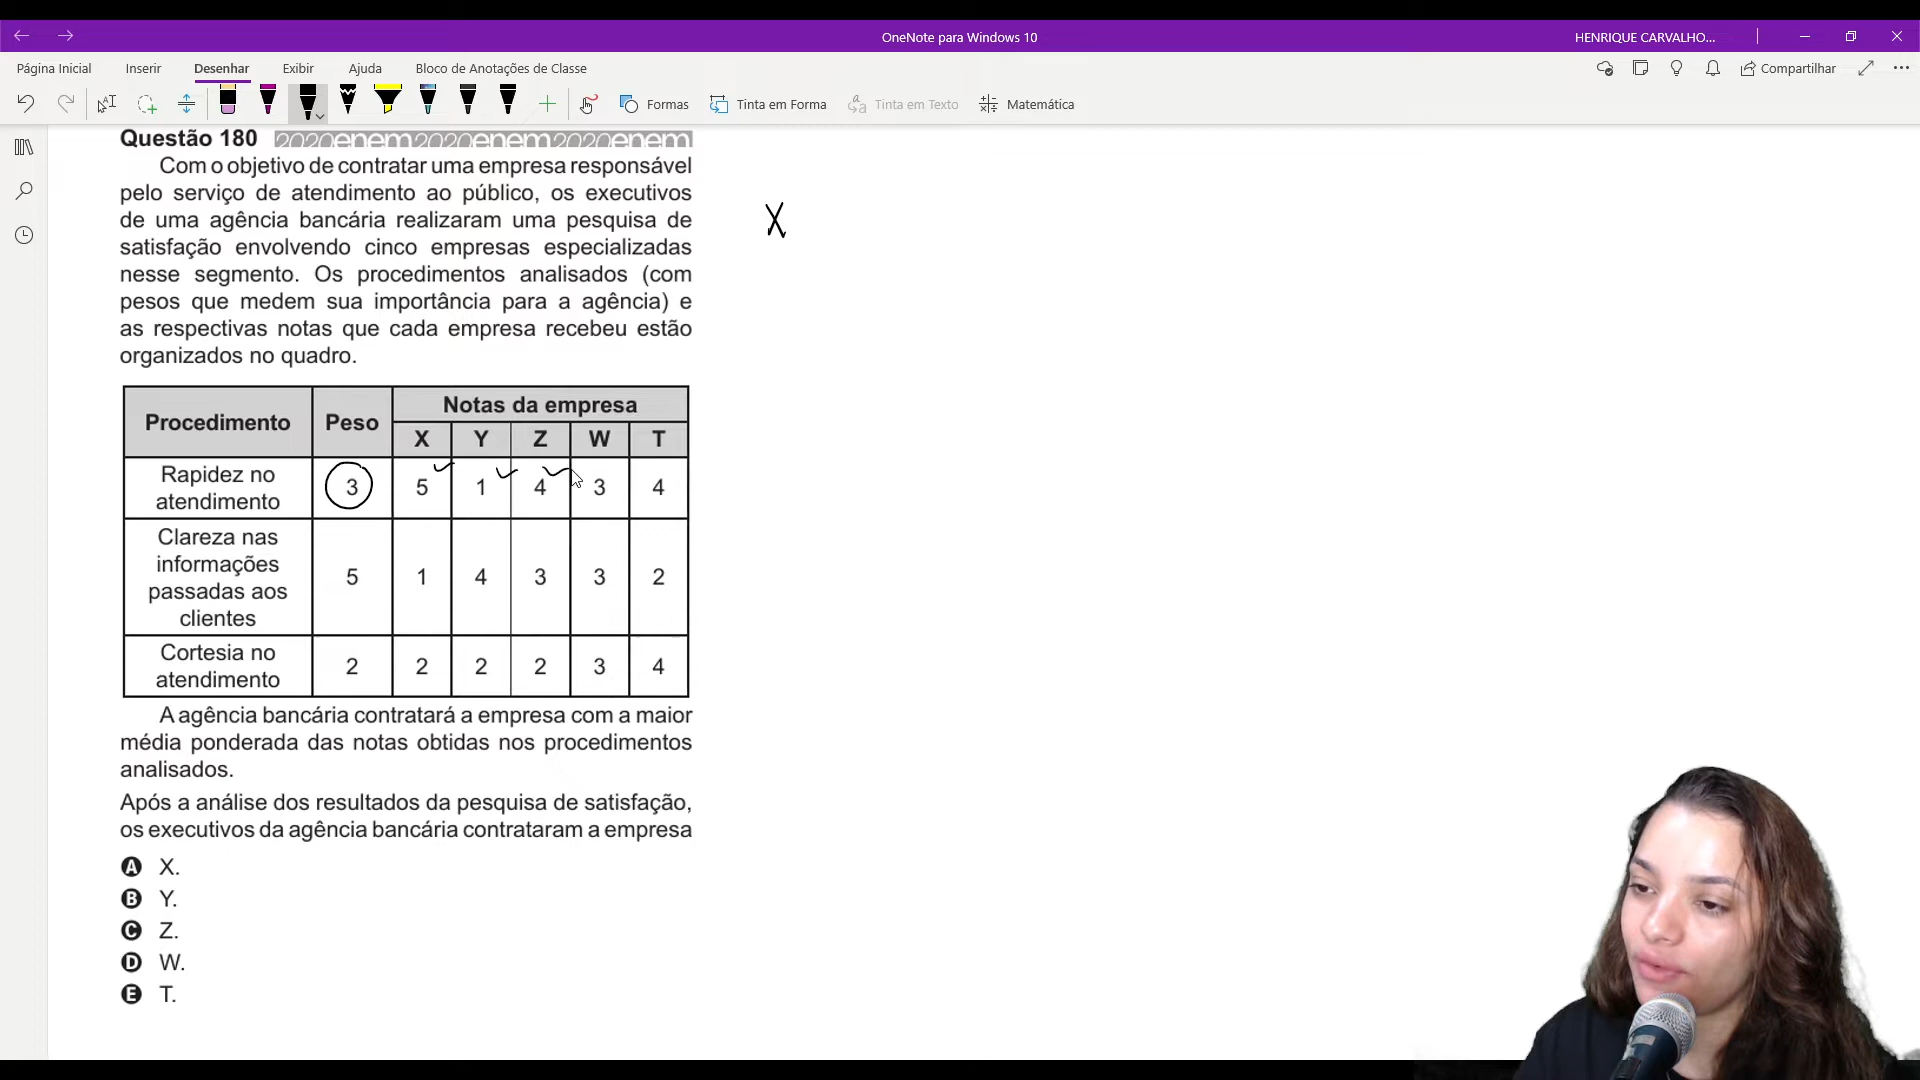 OneNote para Windows 10
HENRIQUE CARVALHO...
Página Inicial Inserir Desenhar Exibir Ajuda Bloco de Anotações de Classe
Compartilhar
Formas Tinta em Forma Tinta em Texto Matemática
Questão 180 2020enem2020enem2020enem
Com o objetivo de contratar uma empresa responsável
pelo serviço de atendimento ao público, os executivos
de uma agência bancária realizaram uma pesquisa de
satisfação envolvendo cinco empresas especializadas
nesse segmento. Os procedimentos analisados (com
pesos que medem sua importância para a agência) e
as respectivas notas que cada empresa recebeu estão
organizados no quadro.
X
Procedimento Peso Notas da empresa
X Y Z W T
Rapidez no
atendimento
3 5 1 4 3 4
Clareza nas
informações
passadas aos
clientes
5 1 4 3 3 2
Cortesia no
atendimento
2 2 2 2 3 4
A agência bancária contratará a empresa com a maior
média ponderada das notas obtidas nos procedimentos
analisados.
Após a análise dos resultados da pesquisa de satisfação,
os executivos da agência bancária contrataram a empresa
A X.
B Y.
C Z.
D W.
E T.